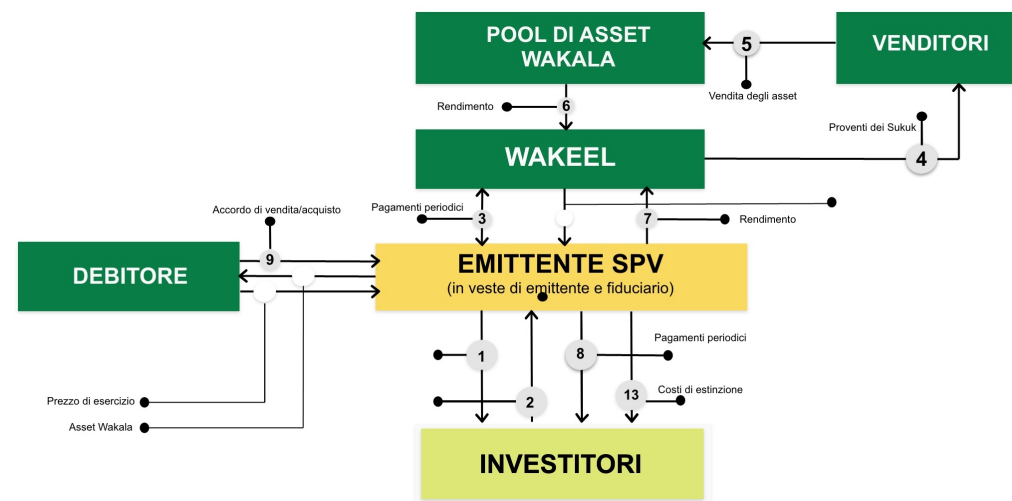 POOL DI ASSET
WAKALA
5
VENDITORI
Vendita degli asset
Rendimento
6
Proventi dei Sukuk
WAKEEL
4
Accordo di vendita/acquisto
Pagamenti periodici
3
7
Rendimento
9
DEBITORE
EMITTENTE SPV
(in veste di emittente e fiduciario)
Pagamenti periodici
1
8
Costi di estinzione
13
2
Prezzo di esercizio
Asset Wakala
INVESTITORI